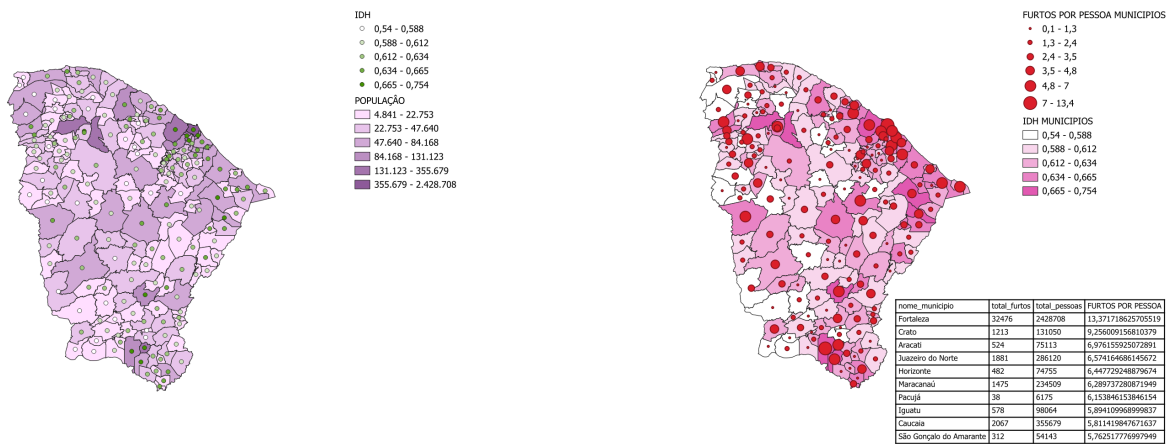 IDH
0,54 - 0,588
0,588 - 0,612
0,612 - 0,634
0,634 - 0,665
0,665 - 0,754
POPULAÇÂO
4.841 - 22.753
22.753 - 47.640
47.640 - 84.168
84.168 - 131.123
131.123 - 355.679
355.679 - 2.428.708
FURTOS POR PESSOA MUNICIPIOS
0,1 - 1,3
1,3 - 2,4
2,4 - 3,5
3,5 - 4,8
4,8 - 7
7 - 13,4
IDH MUNICIPIOS
0,54 - 0,588
0,588 - 0,612
0,612 - 0,634
0,634 - 0,665
0,665 - 0,754
nome_municipio total_furtos total_pessoas FURTOS POR PESSOA
Fortaleza 32476 2428708 13,371718625705519
Crato 1213 131050 9,256009156810379
Aracati 524 75113 6,976155925072891
Juazeiro do Norte 1881 286120 6,574164686145672
Horizonte 482 74755 6,447729248879674
Maracanaú 1475 234509 6,289737280871949
Pacujá 38 6175 6,153846153846154
Iguatu 578 98064 5,894109968999837
Caucaia 2067 355679 5,811419847671637
São Gonçalo do Amarante 312 54143 5,762517776997949